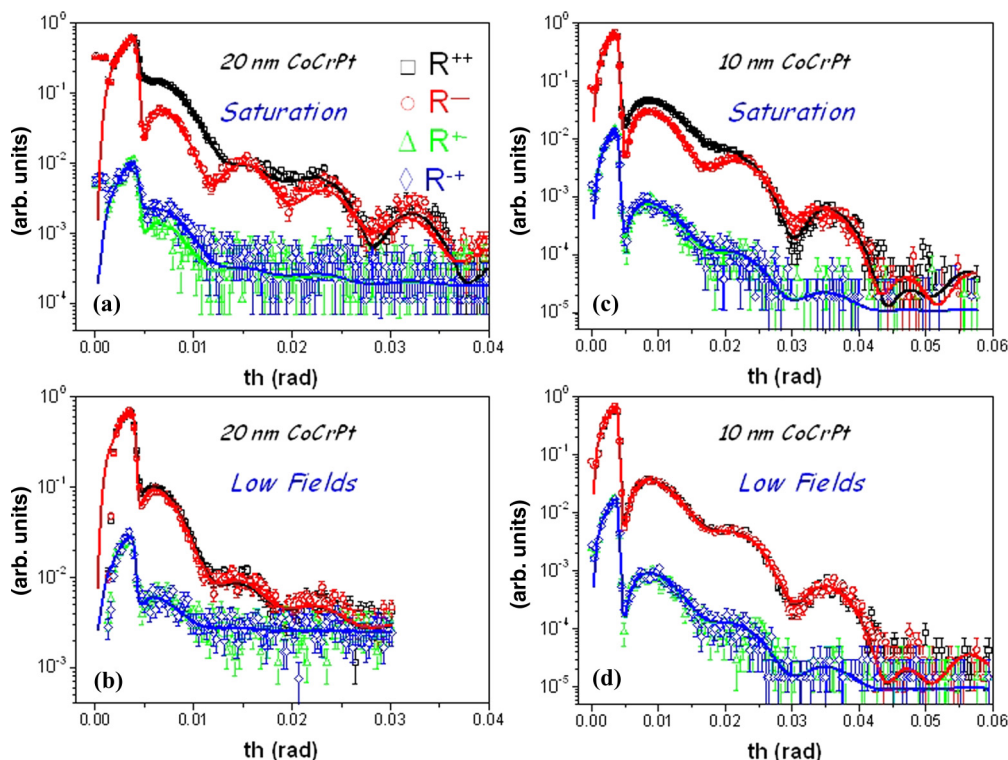 10⁰
10⁻¹
10⁻²
10⁻³
10⁻⁴
(arb. units)
20 nm CoCrPt
Saturation
R⁺⁺
R⁻⁻
R⁺⁻
R⁻⁺
(a)
0.00 0.01 0.02 0.03 0.04
th (rad)
10⁰
10⁻¹
10⁻²
10⁻³
10⁻⁴
10⁻⁵
(arb. units)
10 nm CoCrPt
Saturation
(c)
0.00 0.01 0.02 0.03 0.04 0.05 0.06
th (rad)
10⁰
10⁻¹
10⁻²
10⁻³
(arb. units)
20 nm CoCrPt
Low Fields
(b)
0.00 0.01 0.02 0.03 0.04
th (rad)
10⁰
10⁻¹
10⁻²
10⁻³
10⁻⁴
10⁻⁵
(arb. units)
10 nm CoCrPt
Low Fields
(d)
0.00 0.01 0.02 0.03 0.04 0.05 0.06
th (rad)